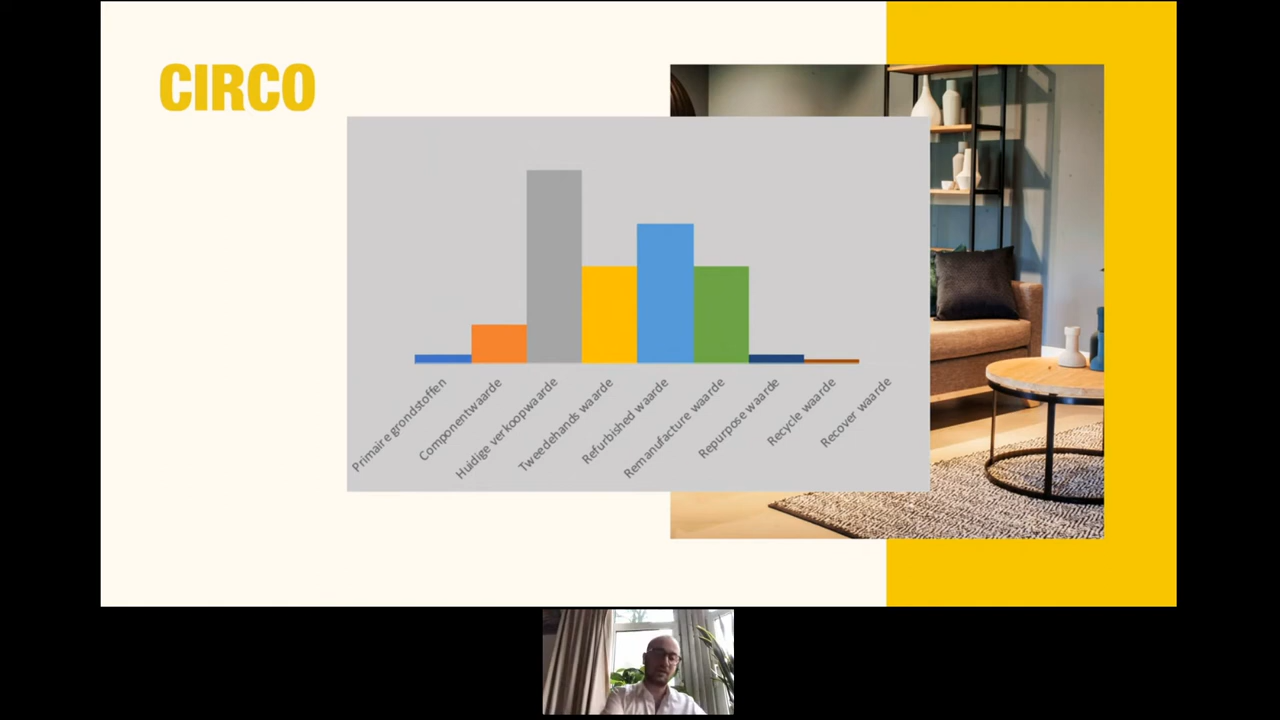 CIRCO
Primaire grondstoffen
Componentwaarde
Huidige verkoopwaarde
Tweedehands waarde
Refurbished waarde
Remanufacture waarde
Repurpose waarde
Recycle waarde
Recover waarde